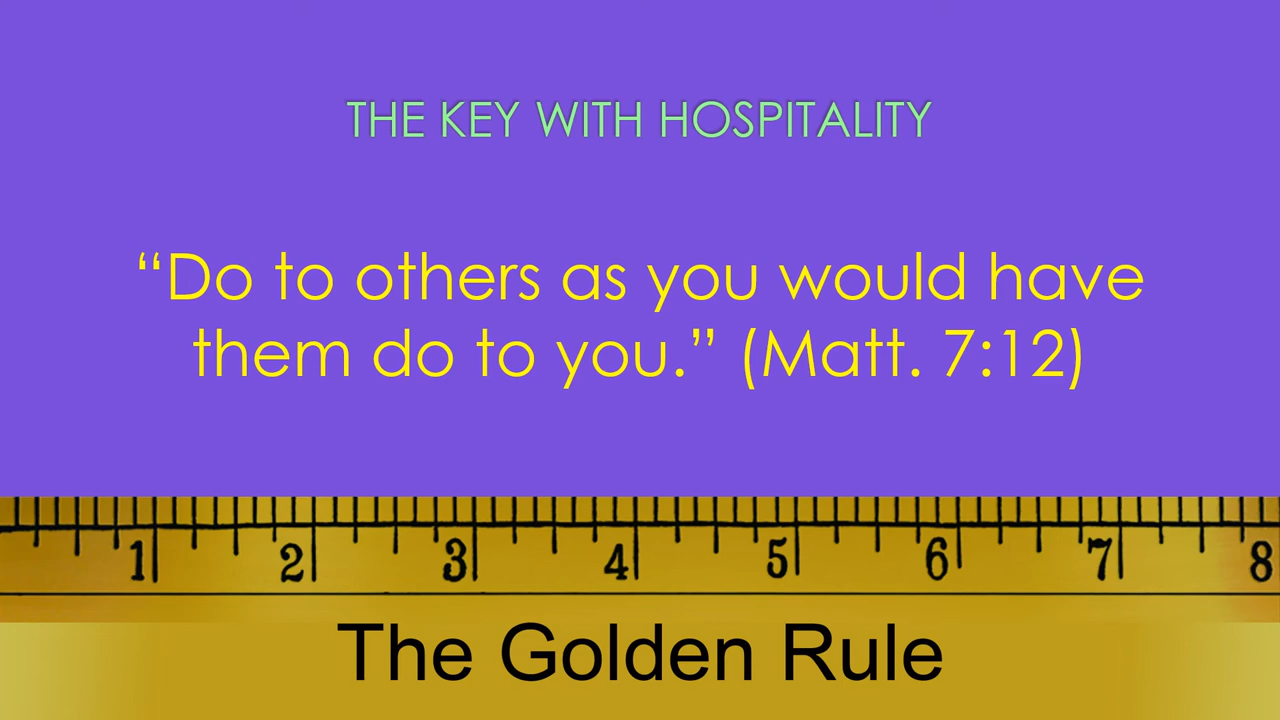 THE KEY WITH HOSPITALITY
“Do to others as you would have
them do to you.” (Matt. 7:12)
1 2 3 4 5 6 7 8
The Golden Rule